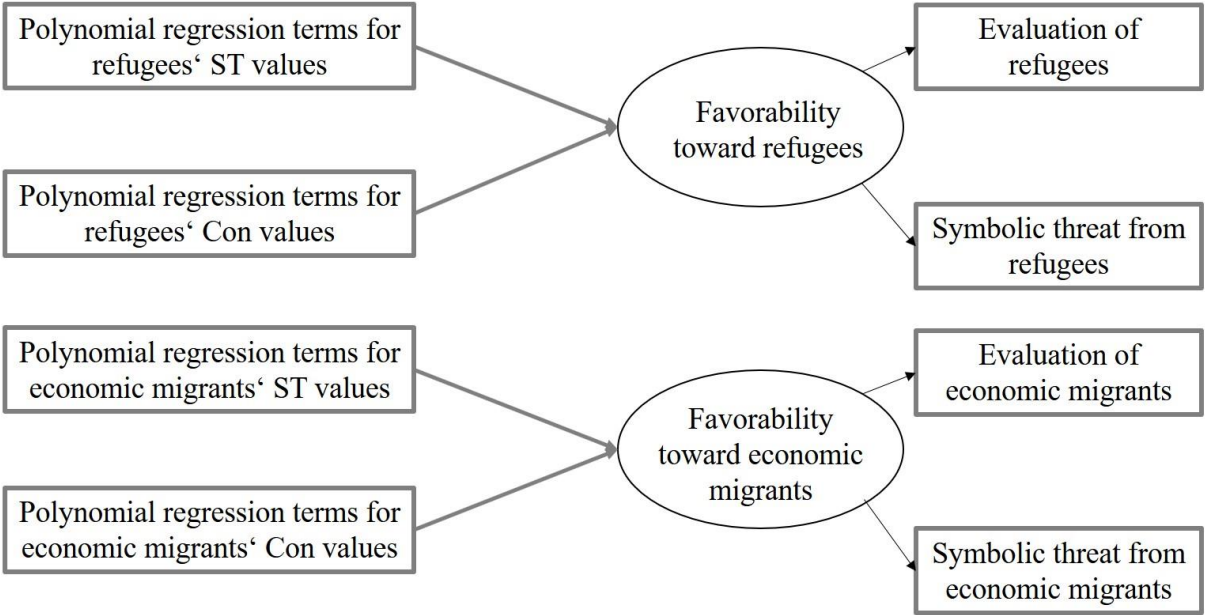 Polynomial regression terms for
refugees‘ ST values
Polynomial regression terms for
refugees‘ Con values
Favorability
toward refugees
Evaluation of
refugees
Symbolic threat from
refugees
Polynomial regression terms for
economic migrants‘ ST values
Polynomial regression terms for
economic migrants‘ Con values
Favorability
toward economic
migrants
Evaluation of
economic migrants
Symbolic threat from
economic migrants